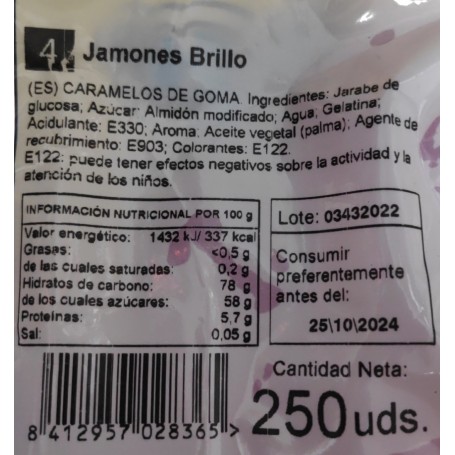 4 Jamones Brillo
(ES) CARAMELOS DE GOMA. Ingredientes: Jarabe de
glucosa; Azúcar; Almidón modificado; Agua; Gelatina;
Acidulante: E330; Aroma; Aceite vegetal (palma); Agente de
recubrimiento: E903; Colorantes: E122.
E122: puede tener efectos negativos sobre la actividad y la
atención de los niños.
INFORMACIÓN NUTRICIONAL POR 100 g
Valor energético: 1432 kJ/ 337 kcal
Grasas: <0,5 g
de las cuales saturadas: 0,2 g
Hidratos de carbono: 78 g
de los cuales azúcares: 58 g
Proteínas: 5,7 g
Sal: 0,05 g
Lote: 03432022
Consumir
preferentemente
antes del:
25\10\2024
Cantidad Neta:
250uds.
8 412957 028365 >